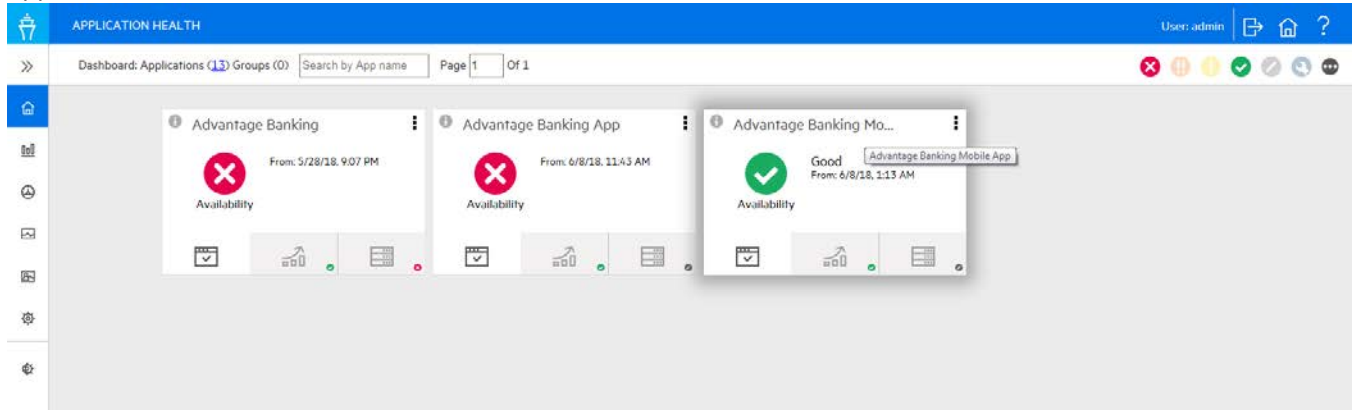 APPLICATION HEALTH
User: admin
?
Dashboard: Applications (13) Groups (0) Search by App name Page 1 Of 1
Advantage Banking
From: 5/28/18, 9:07 PM
Availability
Advantage Banking App
From: 6/8/18, 11:43 AM
Availability
Advantage Banking Mo...
Advantage Banking Mobile App
Good
From: 6/8/18, 1:13 AM
Availability